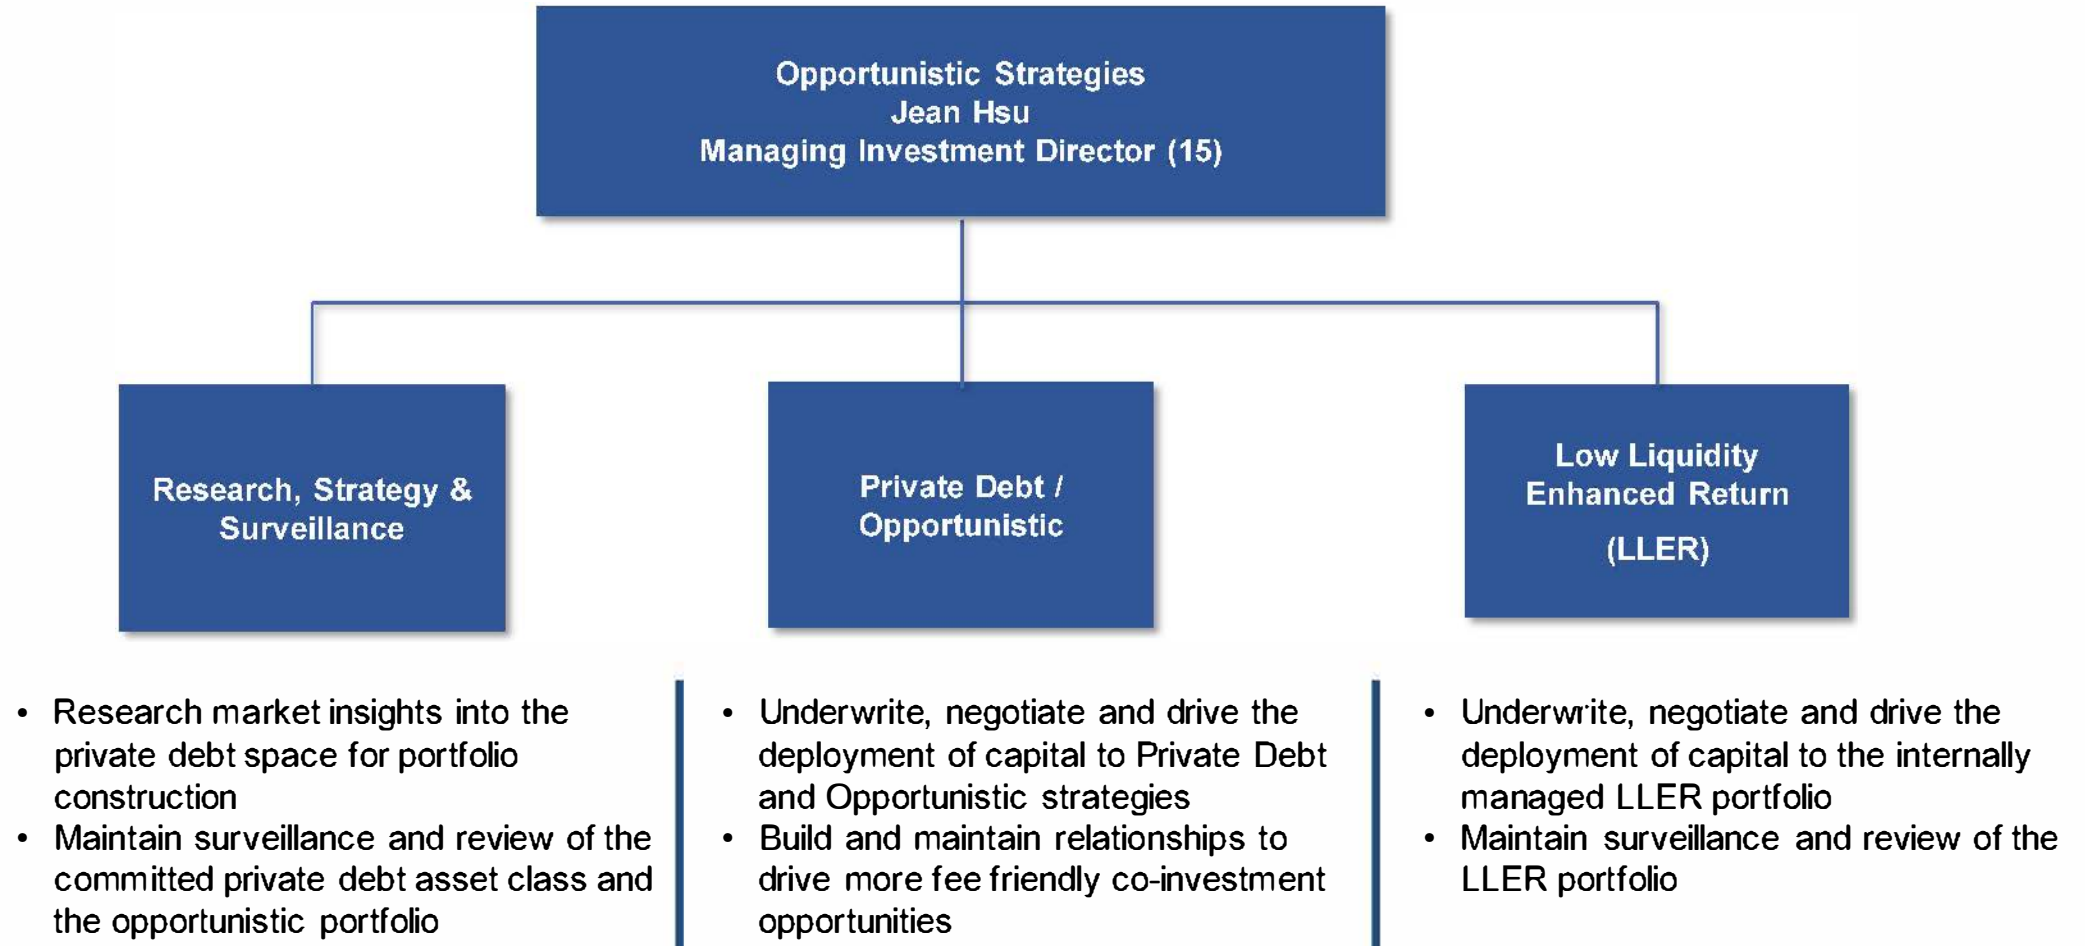 Opportunistic Strategies
Jean Hsu
Managing Investment Director (15)
Research, Strategy &
Surveillance
Private Debt /
Opportunistic
Low Liquidity
Enhanced Return
(LLER)
• Research market insights into the
private debt space for portfolio
construction
• Maintain surveillance and review of the
committed private debt asset class and
the opportunistic portfolio
• Underwrite, negotiate and drive the
deployment of capital to Private Debt
and Opportunistic strategies
• Build and maintain relationships to
drive more fee friendly co-investment
opportunities
• Underwrite, negotiate and drive the
deployment of capital to the internally
managed LLER portfolio
• Maintain surveillance and review of the
LLER portfolio